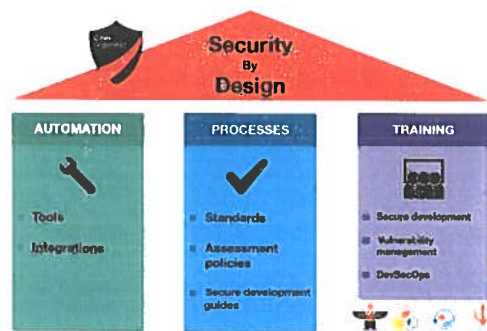 Cyber
Security
By
Design
AUTOMATION
Tools
Integrations
PROCESSES
Standards
Assessment
policies
Secure development
guides
TRAINING
Secure development
Vulnerability
management
DevSecOps